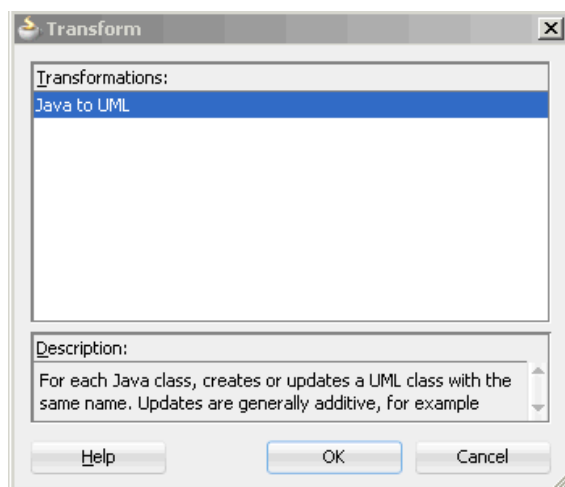 Transform
Transformations:
Java to UML
Description:
For each Java class, creates or updates a UML class with the
same name. Updates are generally additive, for example
Help
OK
Cancel